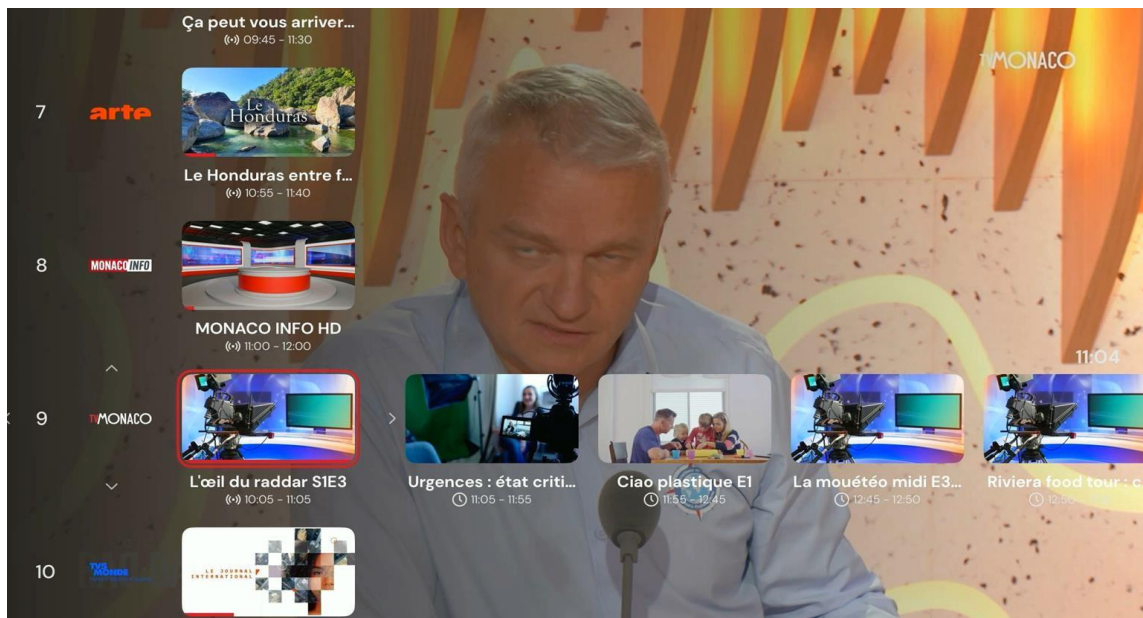 Ça peut vous arriver...
09:45 - 11:30
TVMONACO
7
arte
Le
Honduras
Le Honduras entre f...
10:55 - 11:40
8
MONACO INFO
MONACO INFO HD
11:00 - 12:00
11:04
9
TVMONACO
L'œil du raddar S1E3
10:05 - 11:05
Urgences : état criti...
11:05 - 11:55
Ciao plastique E1
11:55 - 12:45
La mouétéo midi E3...
12:45 - 12:50
Riviera food tour : c
10
TV5
MONDE
LE JOURNAL
INTERNATIONAL